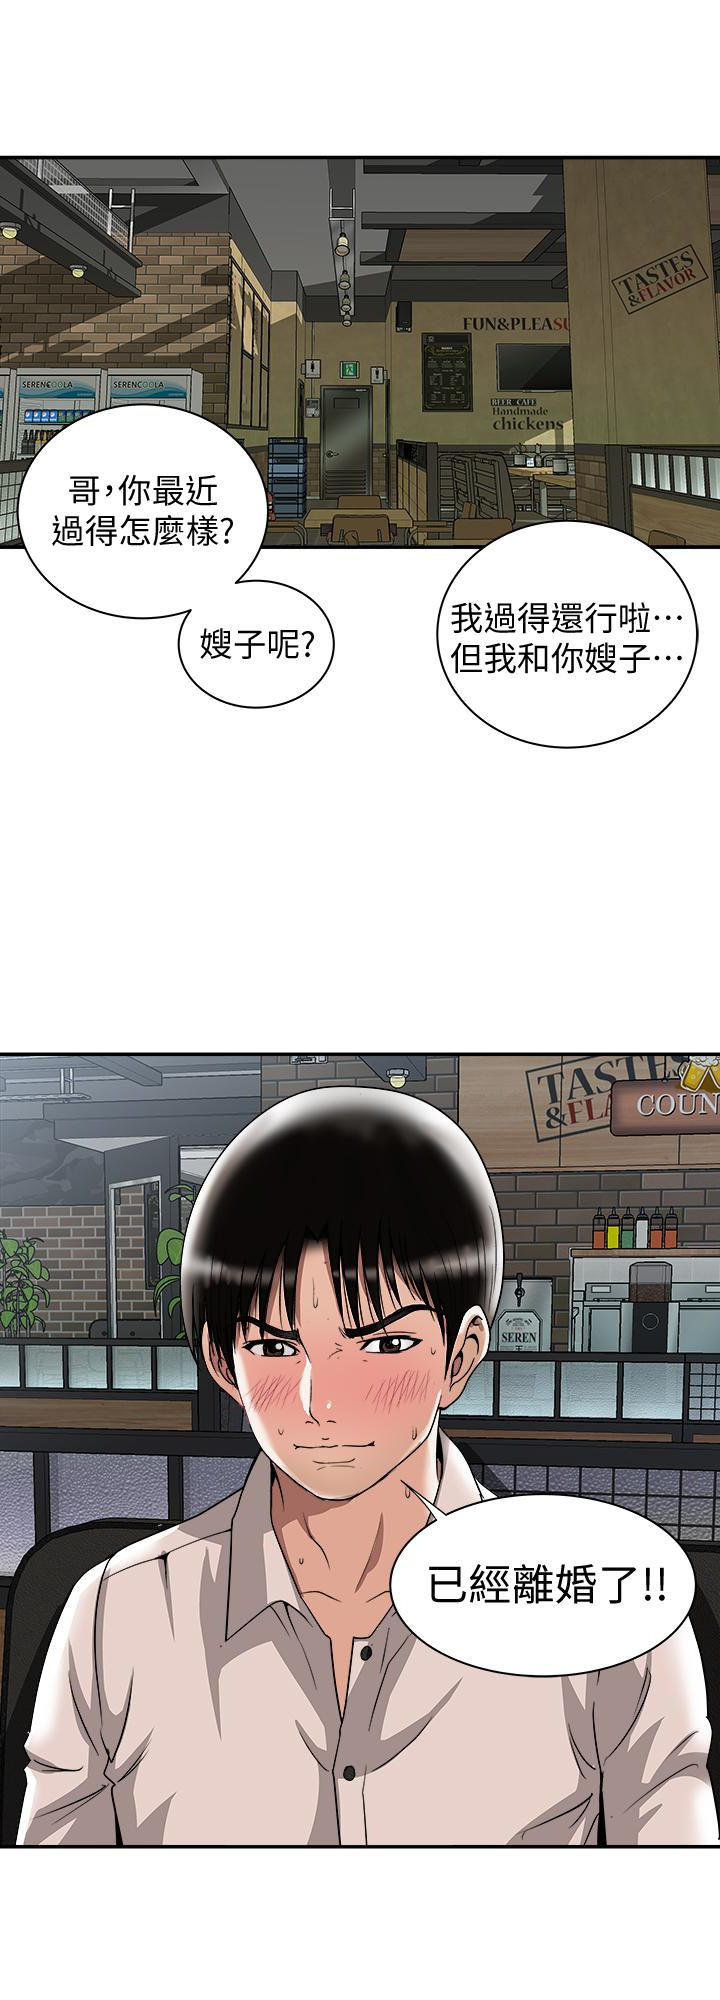 TASTES
&FLAVOR
FUN&PLEASU
SERENCOOLA
SERENCOOLA
BEER CAFE
Handmade
chickens
哥,你最近
過得怎麼樣?
嫂子呢?
我過得還行啦⋯
但我和你嫂子⋯
TASTES
&FLA
COUN
SEREN
已經離婚了!!